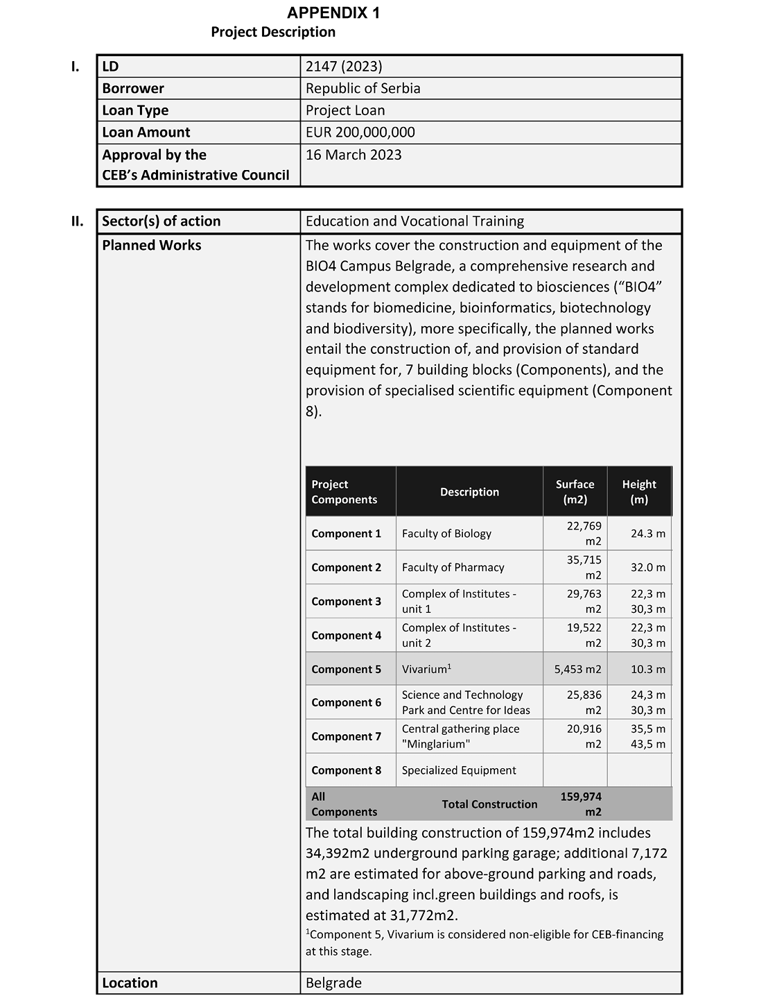 APPENDIX 1
Project Description
I.
LD
2147 (2023)
Borrower
Republic of Serbia
Loan Type
Project Loan
Loan Amount
EUR 200,000,000
Approval by the
CEB's Administrative Council
16 March 2023
II.
Sector(s) of action
Education and Vocational Training
Planned Works
The works cover the construction and equipment of the
BIO4 Campus Belgrade, a comprehensive research and
development complex dedicated to biosciences (“BIO4”
stands for biomedicine, bioinformatics, biotechnology
and biodiversity), more specifically, the planned works
entail the construction of, and provision of standard
equipment for, 7 building blocks (Components), and the
provision of specialised scientific equipment (Component
8).
Project
Components
Description
Surface
(m2)
Height
(m)
Component 1
Faculty of Biology
22,769
m2
24.3 m
Component 2
Faculty of Pharmacy
35,715
m2
32.0 m
Component 3
Complex of Institutes -
unit 1
29,763
m2
22,3 m
30,3 m
Component 4
Complex of Institutes -
unit 2
19,522
m2
22,3 m
30,3 m
Component 5
Vivarium¹
5,453 m2
10.3 m
Component 6
Science and Technology
Park and Centre for Ideas
25,836
m2
24,3 m
30,3 m
Component 7
Central gathering place
"Minglarium"
20,916
m2
35,5 m
43,5 m
Component 8
Specialized Equipment
All
Components
Total Construction
159,974
m2
The total building construction of 159,974m2 includes
34,392m2 underground parking garage; additional 7,172
m2 are estimated for above-ground parking and roads,
and landscaping incl.green buildings and roofs, is
estimated at 31,772m2.
¹Component 5, Vivarium is considered non-eligible for CEB-financing
at this stage.
Location
Belgrade